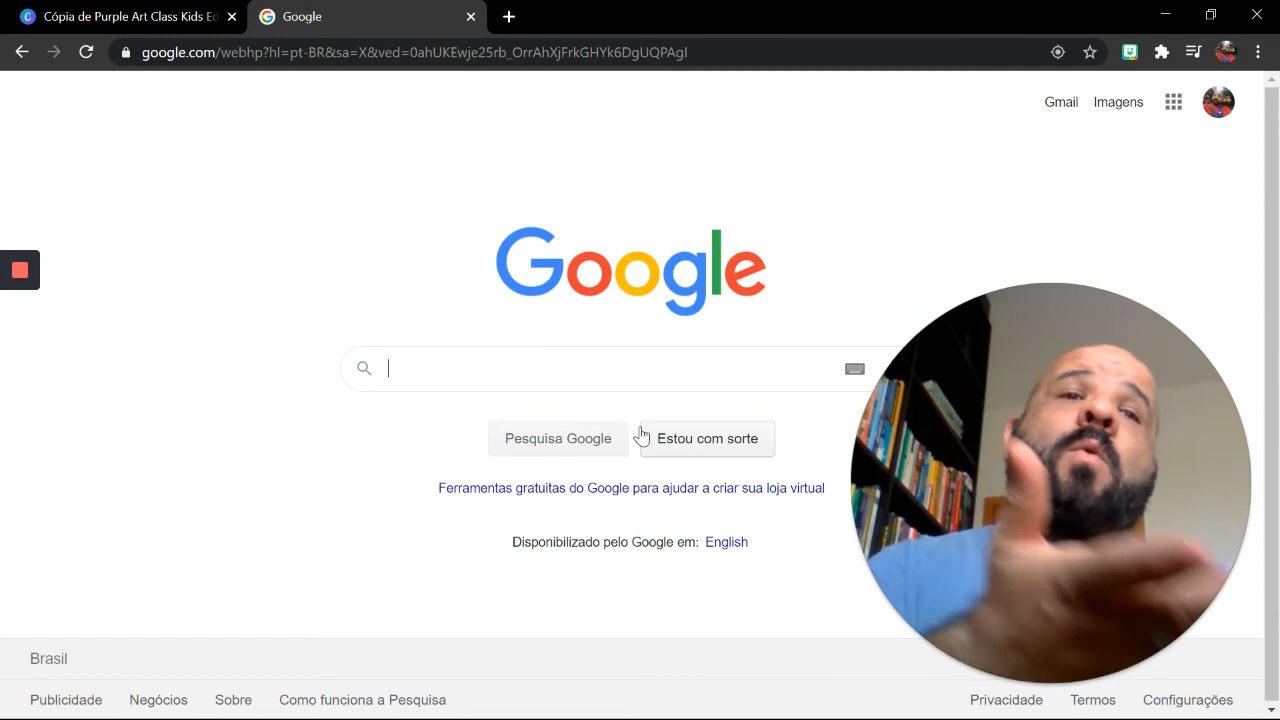 Cópia de Purple Art Class Kids Ed
Google
google.com/webhp?hl=pt-BR&sa=X&ved=0ahUKEwje25rb_OTrAhXjFrkGHYk6DgUQPAgI
Gmail Imagens
Google
Pesquisa Google Estou com sorte
Ferramentas gratuitas do Google para ajudar a criar sua loja virtual
Disponibilizado pelo Google em: English
Brasil
Publicidade Negócios Sobre Como funciona a Pesquisa Privacidade Termos Configurações